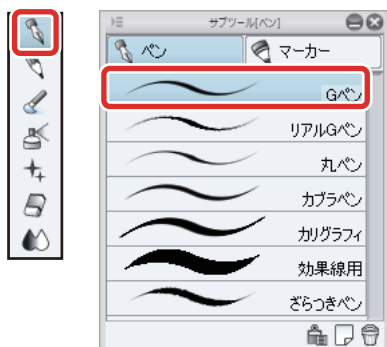 サブツール[ペン]
ペン
マーカー
Gペン
リアルGペン
丸ペン
カブラペン
カリグラフィ
効果線用
ざらつきペン